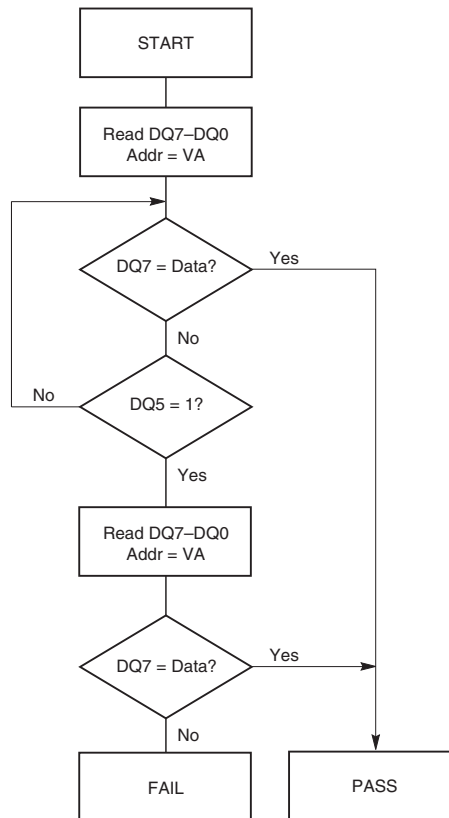 START
Read DQ7–DQ0
Addr = VA
DQ7 = Data?
Yes
No
No
DQ5 = 1?
Yes
Read DQ7–DQ0
Addr = VA
DQ7 = Data?
Yes
No
FAIL
PASS